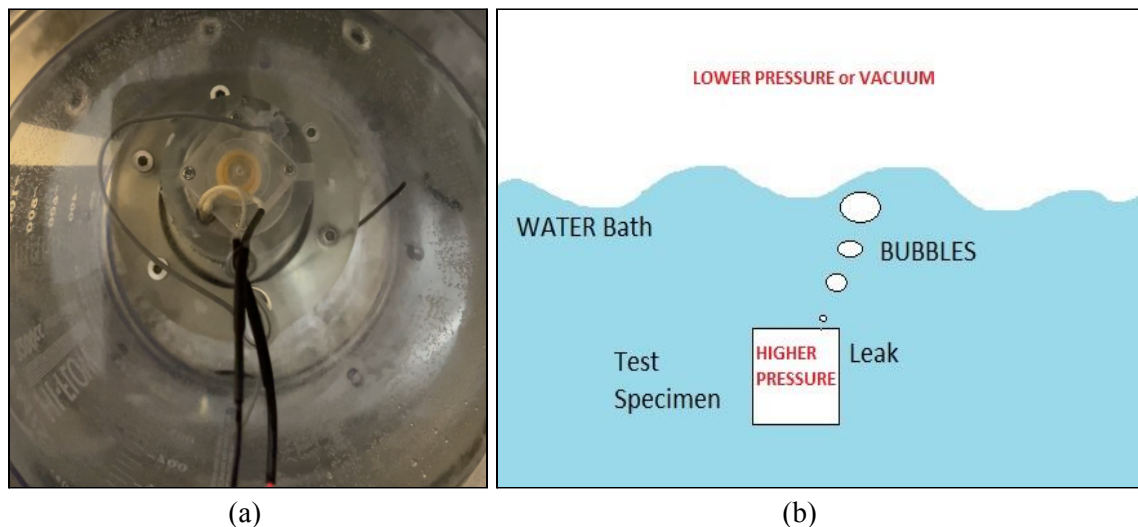 LOWER PRESSURE or VACUUM
WATER Bath
BUBBLES
Test
Specimen
HIGHER
PRESSURE
Leak
(a)
(b)